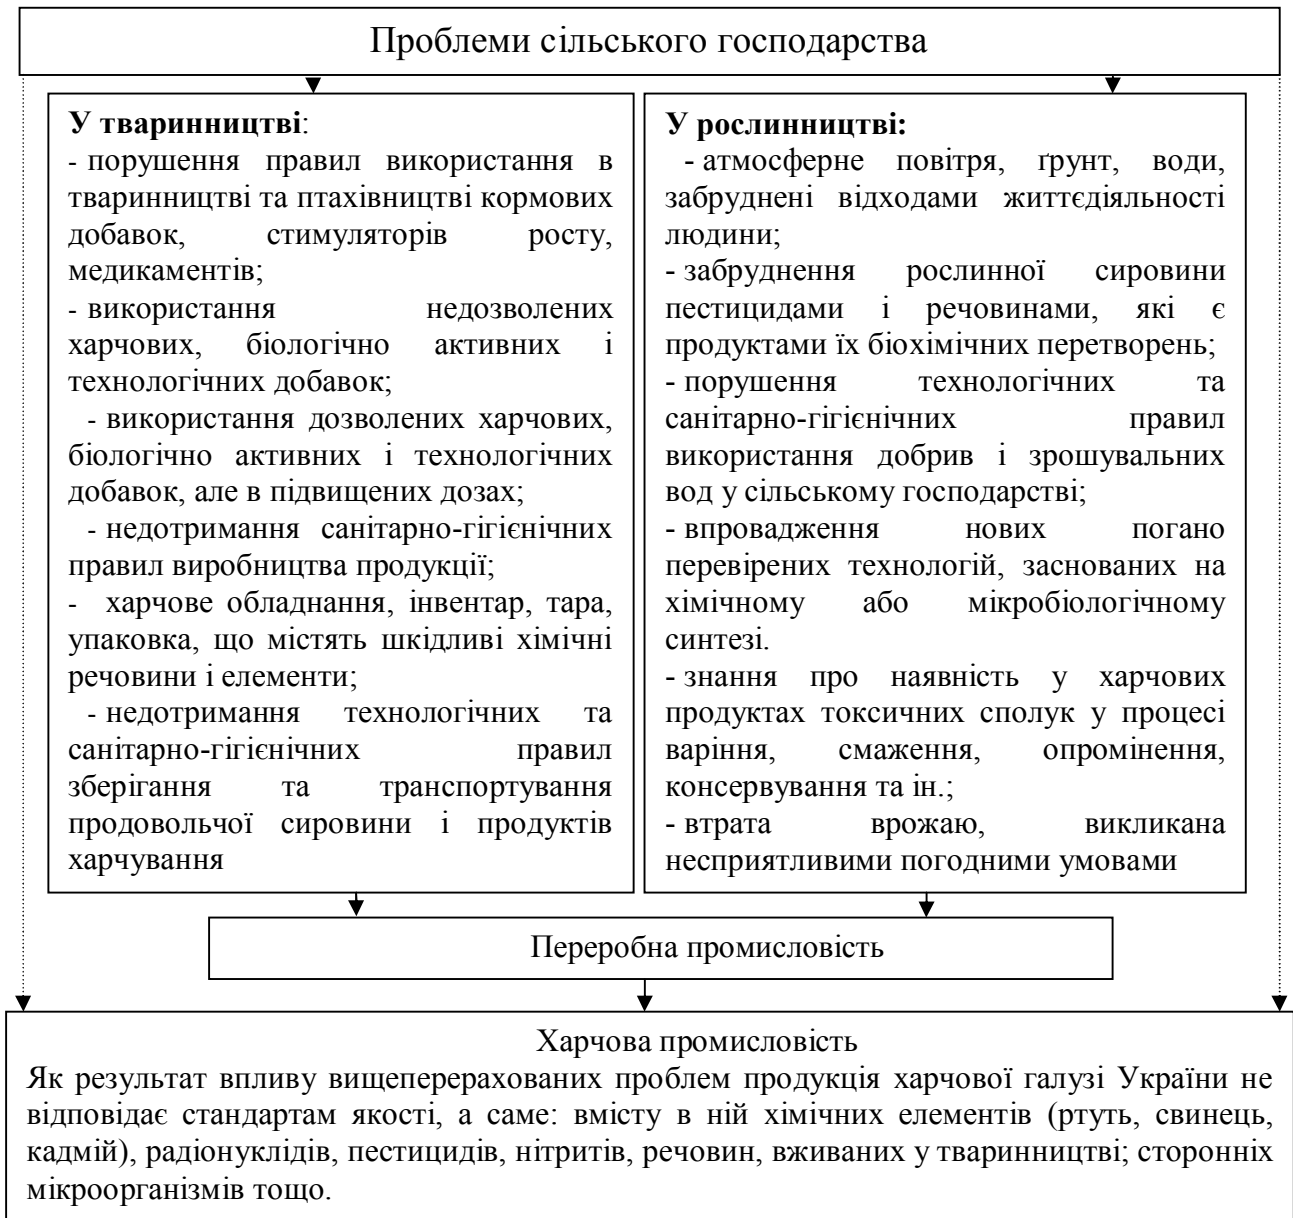 Проблеми сільського господарства
У тваринництві:
- порушення правил використання в
тваринництві та птахівництві кормових
добавок, стимуляторів росту,
медикаментів;
- використання недозволених
харчових, біологічно активних і
технологічних добавок;
- використання дозволених харчових,
біологічно активних і технологічних
добавок, але в підвищених дозах;
- недотримання санітарно-гігієнічних
правил виробництва продукції;
- харчове обладнання, інвентар, тара,
упаковка, що містять шкідливі хімічні
речовини і елементи;
- недотримання технологічних та
санітарно-гігієнічних правил
зберігання та транспортування
продовольчої сировини і продуктів
харчування
У рослинництві:
- атмосферне повітря, ґрунт, води,
забруднені відходами життєдіяльності
людини;
- забруднення рослинної сировини
пестицидами і речовинами, які є
продуктами їх біохімічних перетворень;
- порушення технологічних та
санітарно-гігієнічних правил
використання добрив і зрошувальних
вод у сільському господарстві;
- впровадження нових погано
перевірених технологій, заснованих на
хімічному або мікробіологічному
синтезі.
- знання про наявність у харчових
продуктах токсичних сполук у процесі
варіння, смаження, опромінення,
консервування та ін.;
- втрата врожаю, викликана
несприятливими погодними умовами
Переробна промисловість
Харчова промисловість
Як результат впливу вищеперерахованих проблем продукція харчової галузі України не
відповідає стандартам якості, а саме: вмісту в ній хімічних елементів (ртуть, свинець,
кадмій), радіонуклідів, пестицидів, нітритів, речовин, вживаних у тваринництві; сторонніх
мікроорганізмів тощо.